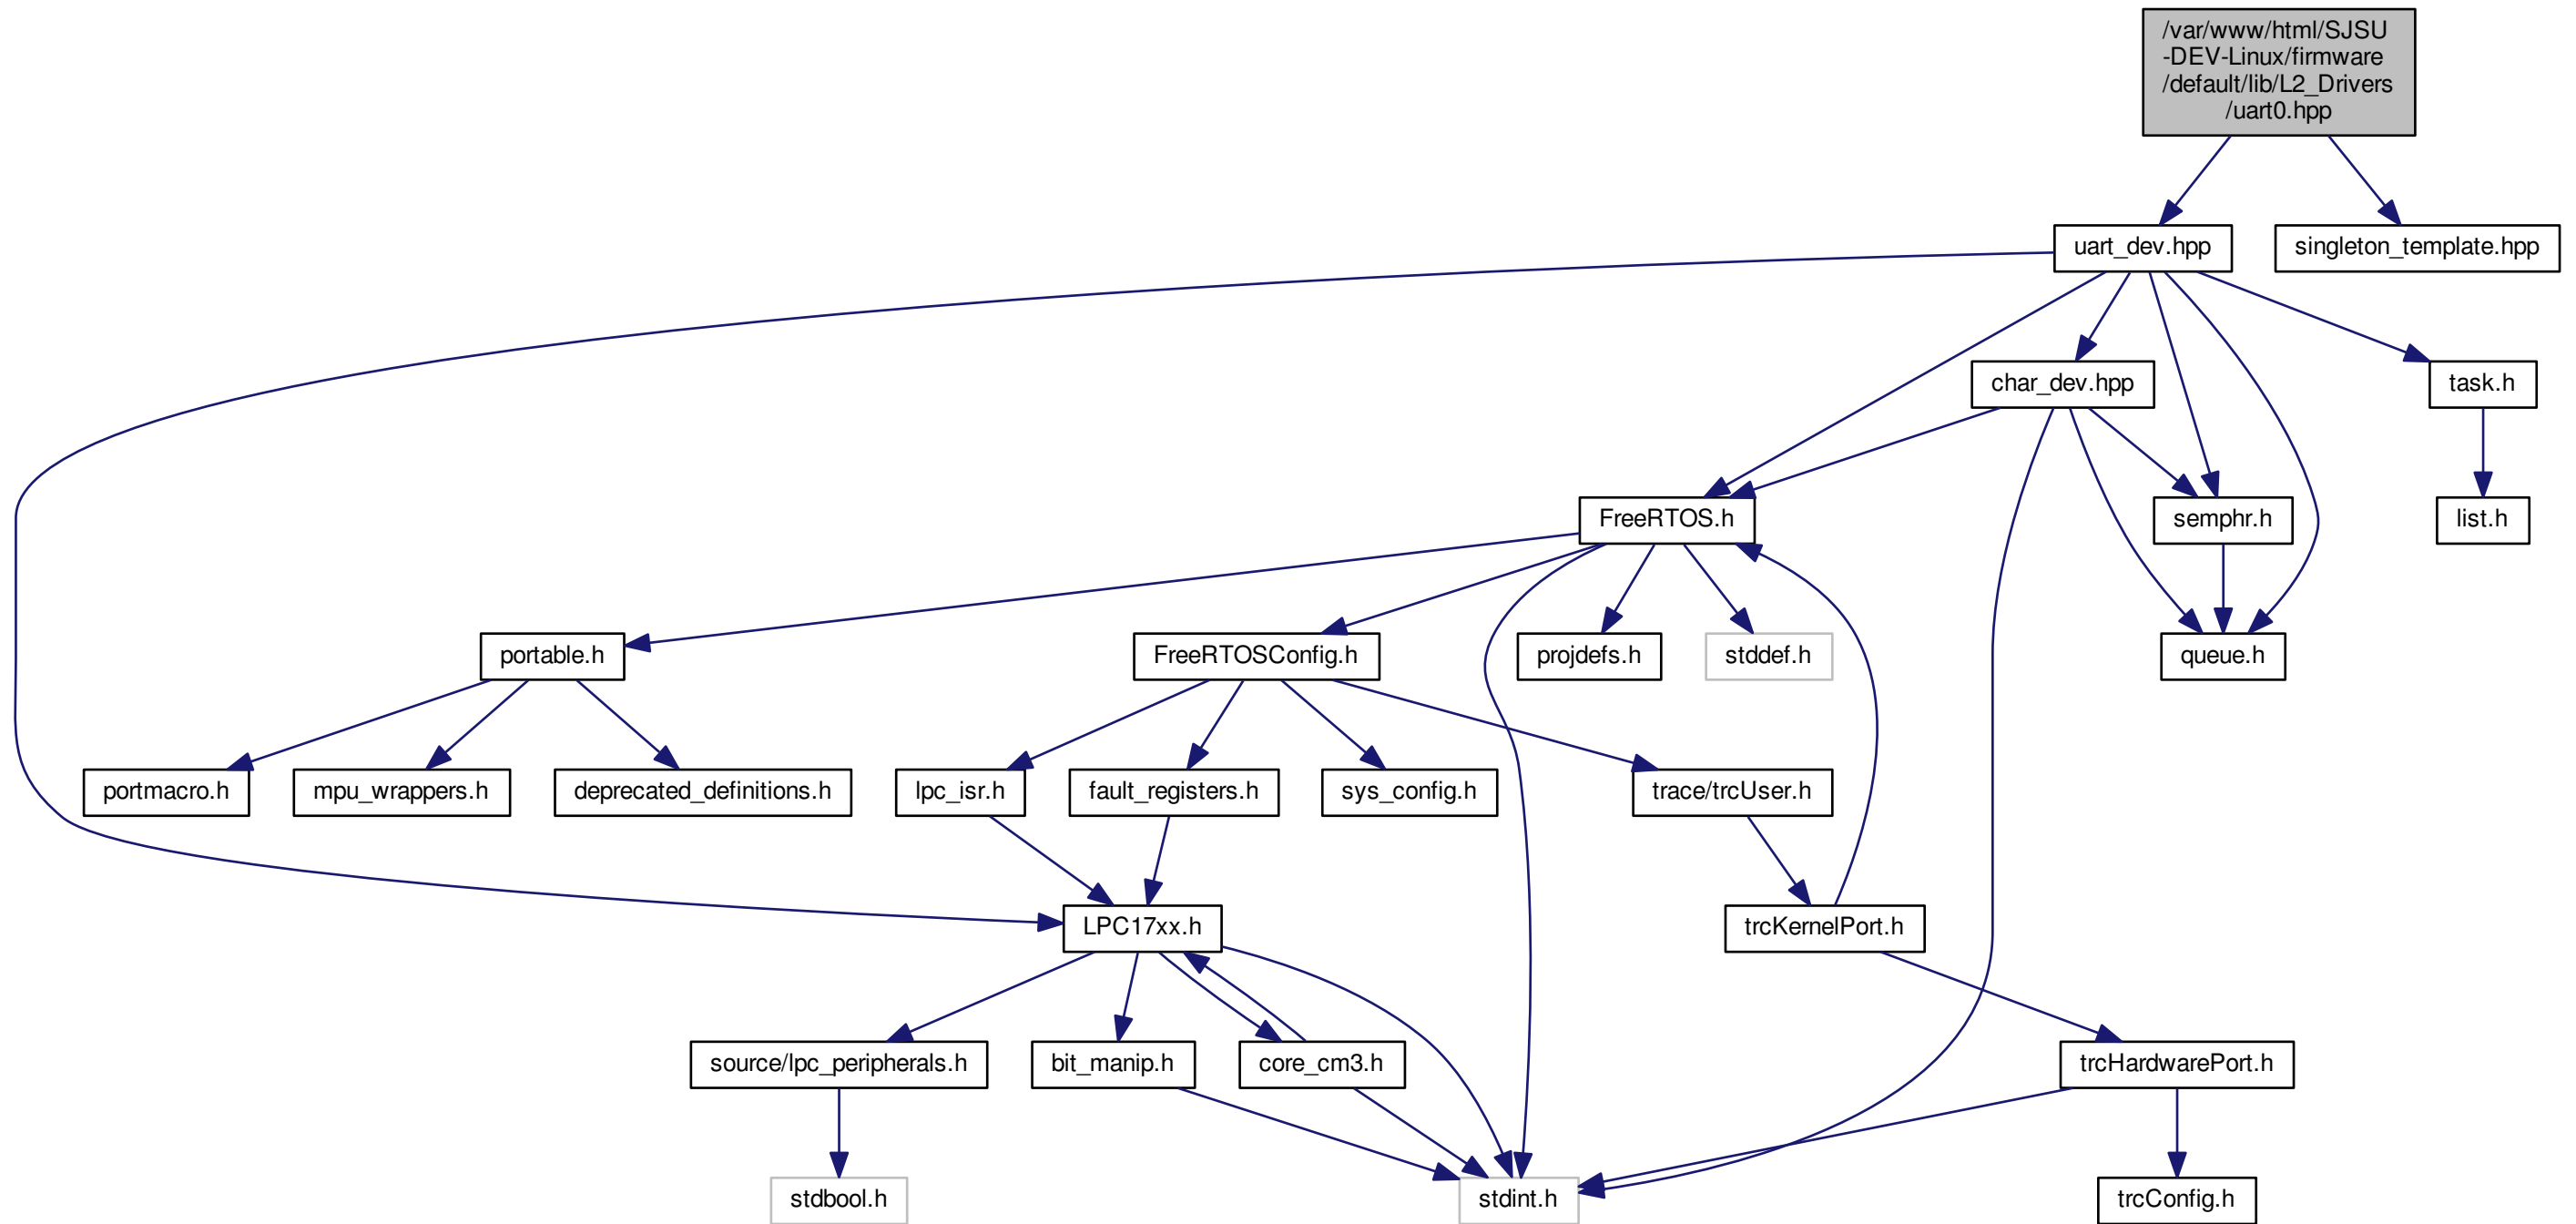 /var/www/html/SJSU
-DEV-Linux/firmware
/default/lib/L2_Drivers
/uart0.hpp
uart_dev.hpp
singleton_template.hpp
char_dev.hpp
task.h
FreeRTOS.h
semphr.h
list.h
portable.h
FreeRTOSConfig.h
projdefs.h
stddef.h
queue.h
portmacro.h
mpu_wrappers.h
deprecated_definitions.h
lpc_isr.h
fault_registers.h
sys_config.h
trace/trcUser.h
LPC17xx.h
trcKernelPort.h
source/lpc_peripherals.h
bit_manip.h
core_cm3.h
trcHardwarePort.h
stdbool.h
stdint.h
trcConfig.h